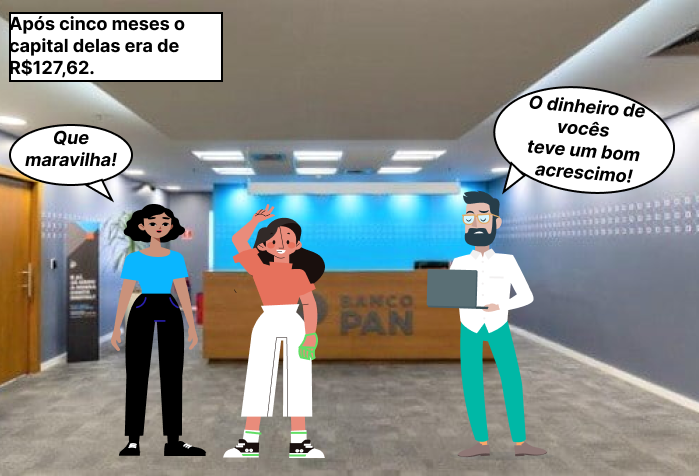 Após cinco meses o
capital delas era de
R$127,62.
Que
maravilha!
O dinheiro de
vocês
teve um bom
acrescimo!
BANCO
PAN